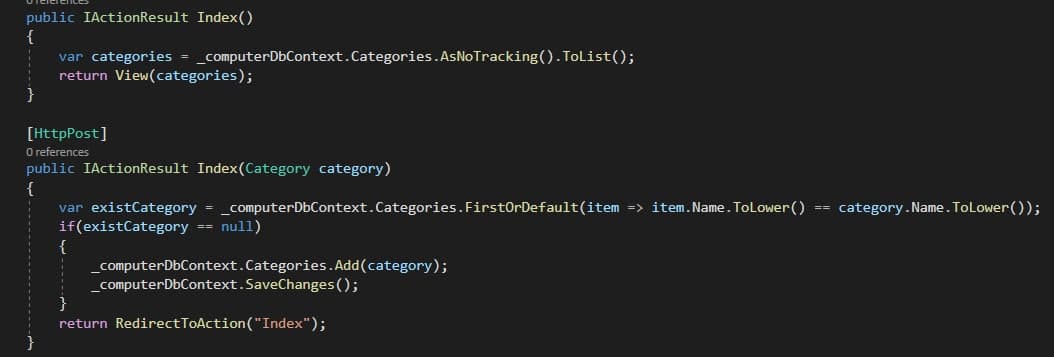 0 references
public IActionResult Index()
{
var categories = _computerDbContext.Categories.AsNoTracking().ToList();
return View(categories);
}
[HttpPost]
0 references
public IActionResult Index(Category category)
{
var existCategory = _computerDbContext.Categories.FirstOrDefault(item => item.Name.ToLower() == category.Name.ToLower());
if(existCategory == null)
{
_computerDbContext.Categories.Add(category);
_computerDbContext.SaveChanges();
}
return RedirectToAction("Index");
}